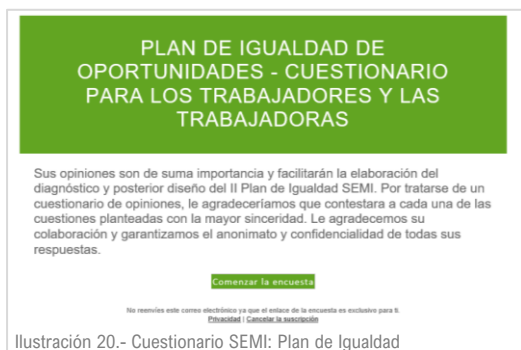 PLAN DE IGUALDAD DE
OPORTUNIDADES - CUESTIONARIO
PARA LOS TRABAJADORES Y LAS
TRABAJADORAS
Sus opiniones son de suma importancia y facilitarán la elaboración del
diagnóstico y posterior diseño del II Plan de Igualdad SEMI. Por tratarse de un
cuestionario de opiniones, le agradeceríamos que contestara a cada una de las
cuestiones planteadas con la mayor sinceridad. Le agradecemos su
colaboración y garantizamos el anonimato y confidencialidad de todas sus
respuestas.
Comenzar la encuesta
No reenvíes este correo electrónico ya que el enlace de la encuesta es exclusivo para ti.
Privacidad | Cancelar la suscripción
Ilustración 20.- Cuestionario SEMI: Plan de Igualdad